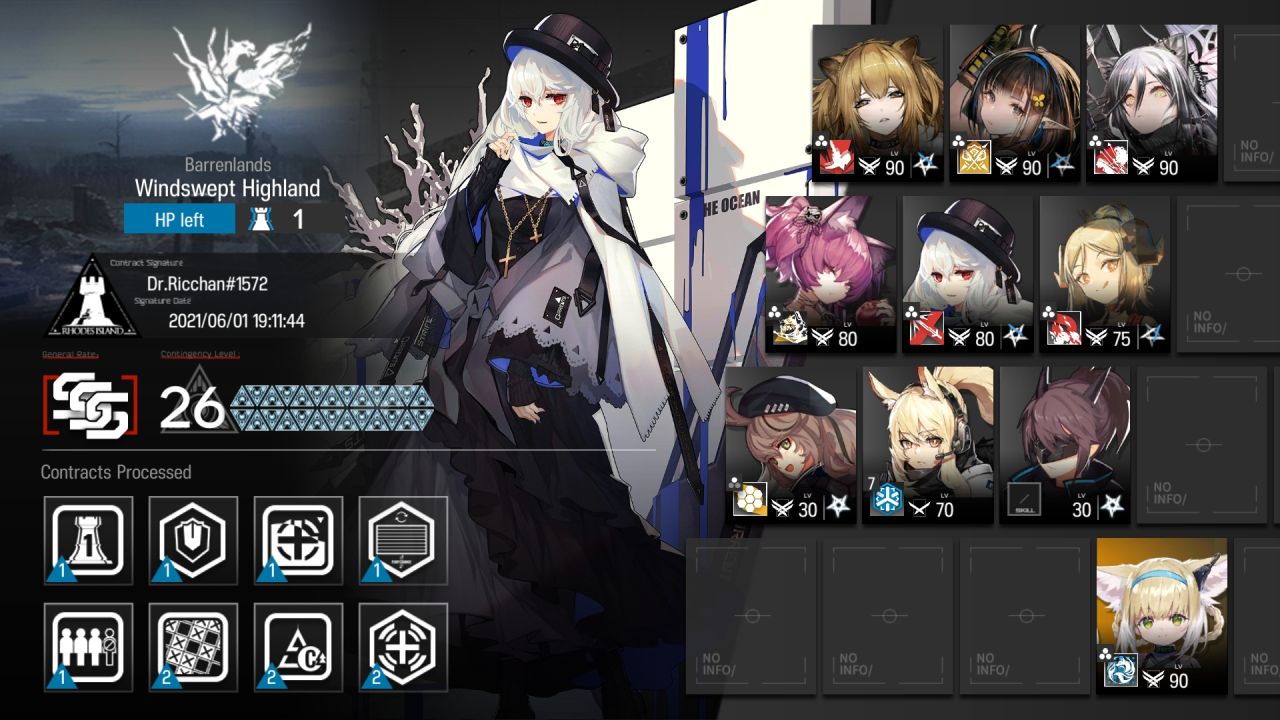 Barrenlands
Windswept Highland
HP left 1
Contract Signature
Dr.Ricchan#1572
Signature Date
2021/06/01 19:11:44
RHODES ISLAND
General Rate:
Contingency Level:
26
Contracts Processed
1
1
1
1
1
1
2
2
2
HE OCEAN
STRIFE
LV
90
LV
90
LV
90
NO
INFO/
LV
80
LV
80
LV
75
NO
INFO/
LV
30
7
LV
70
SKILL
LV
30
NO
INFO/
NO
INFO/
NO
INFO/
NO
INFO/
LV
90
NO
INFO/